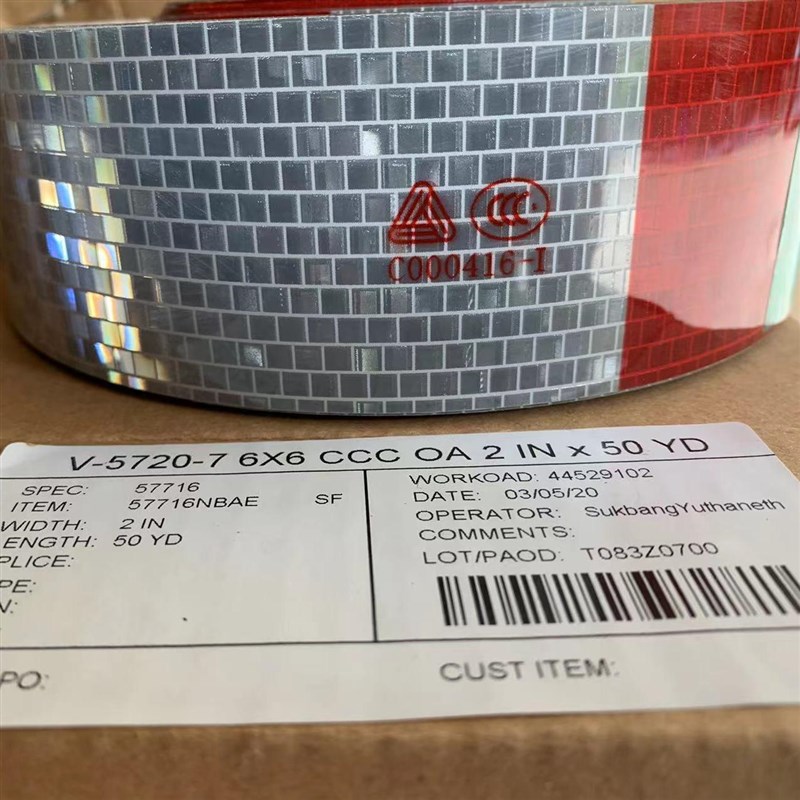 CCC
C000416-I
V-5720-7 6X6 CCC OA 2 IN x 50 YD
SPEC: 57716
ITEM: 57716NBAE SF
WIDTH: 2 IN
ENGTH: 50 YD
PLICE:
PE:
N:
WORKOAD: 44529102
DATE: 03/05/20
OPERATOR: SukbangYuthaneth
COMMENTS:
LOT/PAOD: T083Z0700
PO:
CUST ITEM: